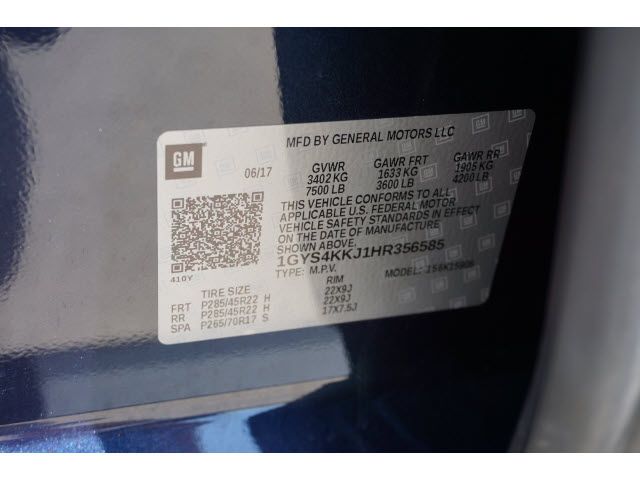 MFD BY GENERAL MOTORS LLC
GM
06/17
GVWR GAWR FRT GAWR RR
3402 KG 1633 KG 1905 KG
7500 LB 3600 LB 4200 LB
THIS VEHICLE CONFORMS TO ALL
APPLICABLE U.S. FEDERAL MOTOR
VEHICLE SAFETY STANDARDS IN EFFECT
ON THE DATE OF MANUFACTURE
SHOWN ABOVE.
1GYS4KKJ1HR356585
410Y
TYPE: M.P.V. MODEL:
TIRE SIZE RIM
FRT P285/45R22 H 22X9J
RR P285/45R22 H 22X9J
SPA P265/70R17 S 17X7.5J